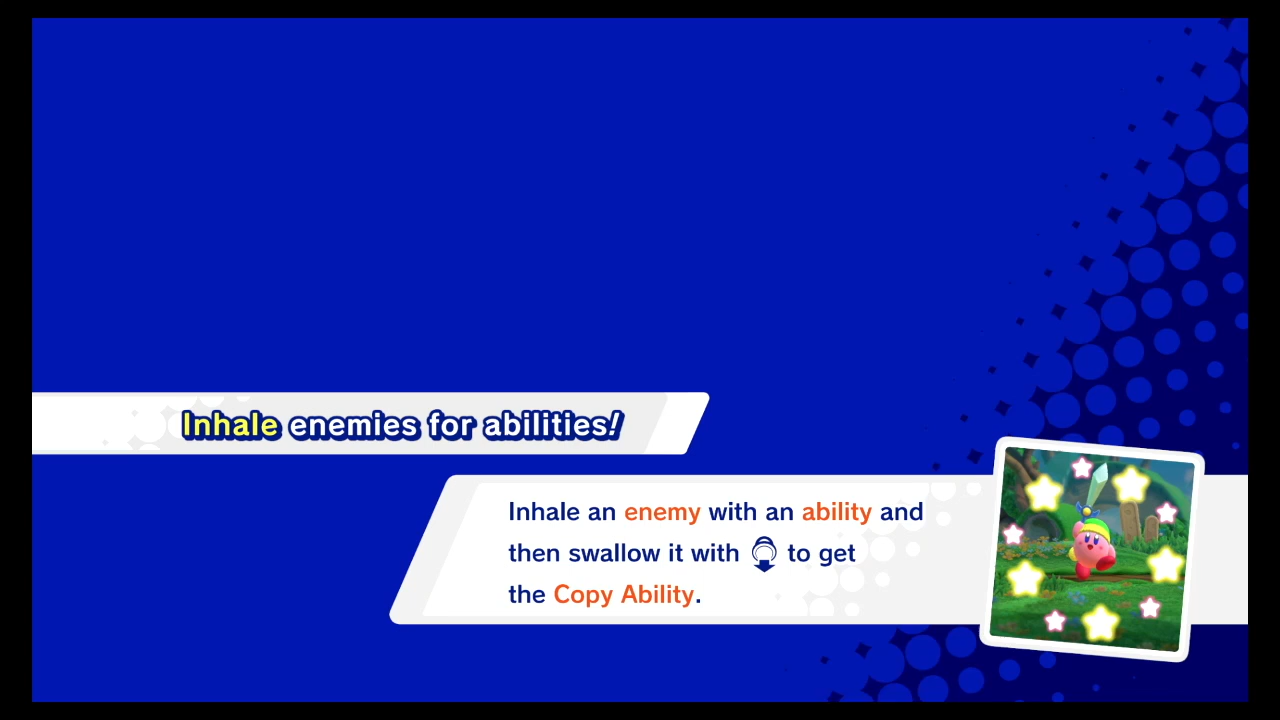 Inhale enemies for abilities!
Inhale an enemy with an ability and
then swallow it with to get
the Copy Ability.